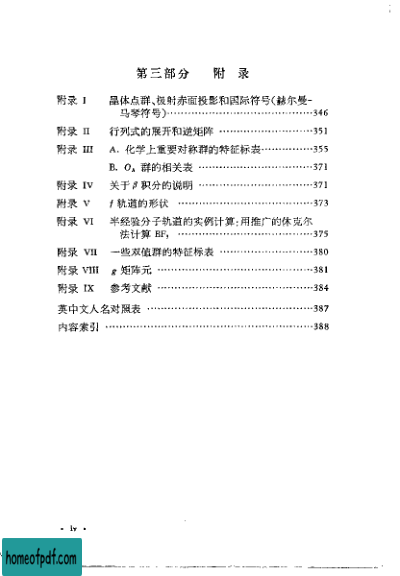 第三部分 附 录
附录 I 晶体点群、极射赤面投影和国际符号(赫尔曼-
马琴符号)……………………………346
附录 II 行列式的展开和逆矩阵……………………351
附录 III A. 化学上重要对称群的特征标表……………355
B. Oₕ 群的相关表……………………………371
附录 IV 关于 β 积分的说明……………………………371
附录 V f 轨道的形状……………………………373
附录 VI 半经验分子轨道的实例计算:用推广的休克尔
法计算 BF₃……………………………375
附录 VII 一些双值群的特征标表……………………380
附录 VIII g 矩阵元……………………………381
附录 IX 参考文献……………………………384
英中文人名对照表……………………………387
内容索引……………………………388
· iv ·
homeofpdf.com